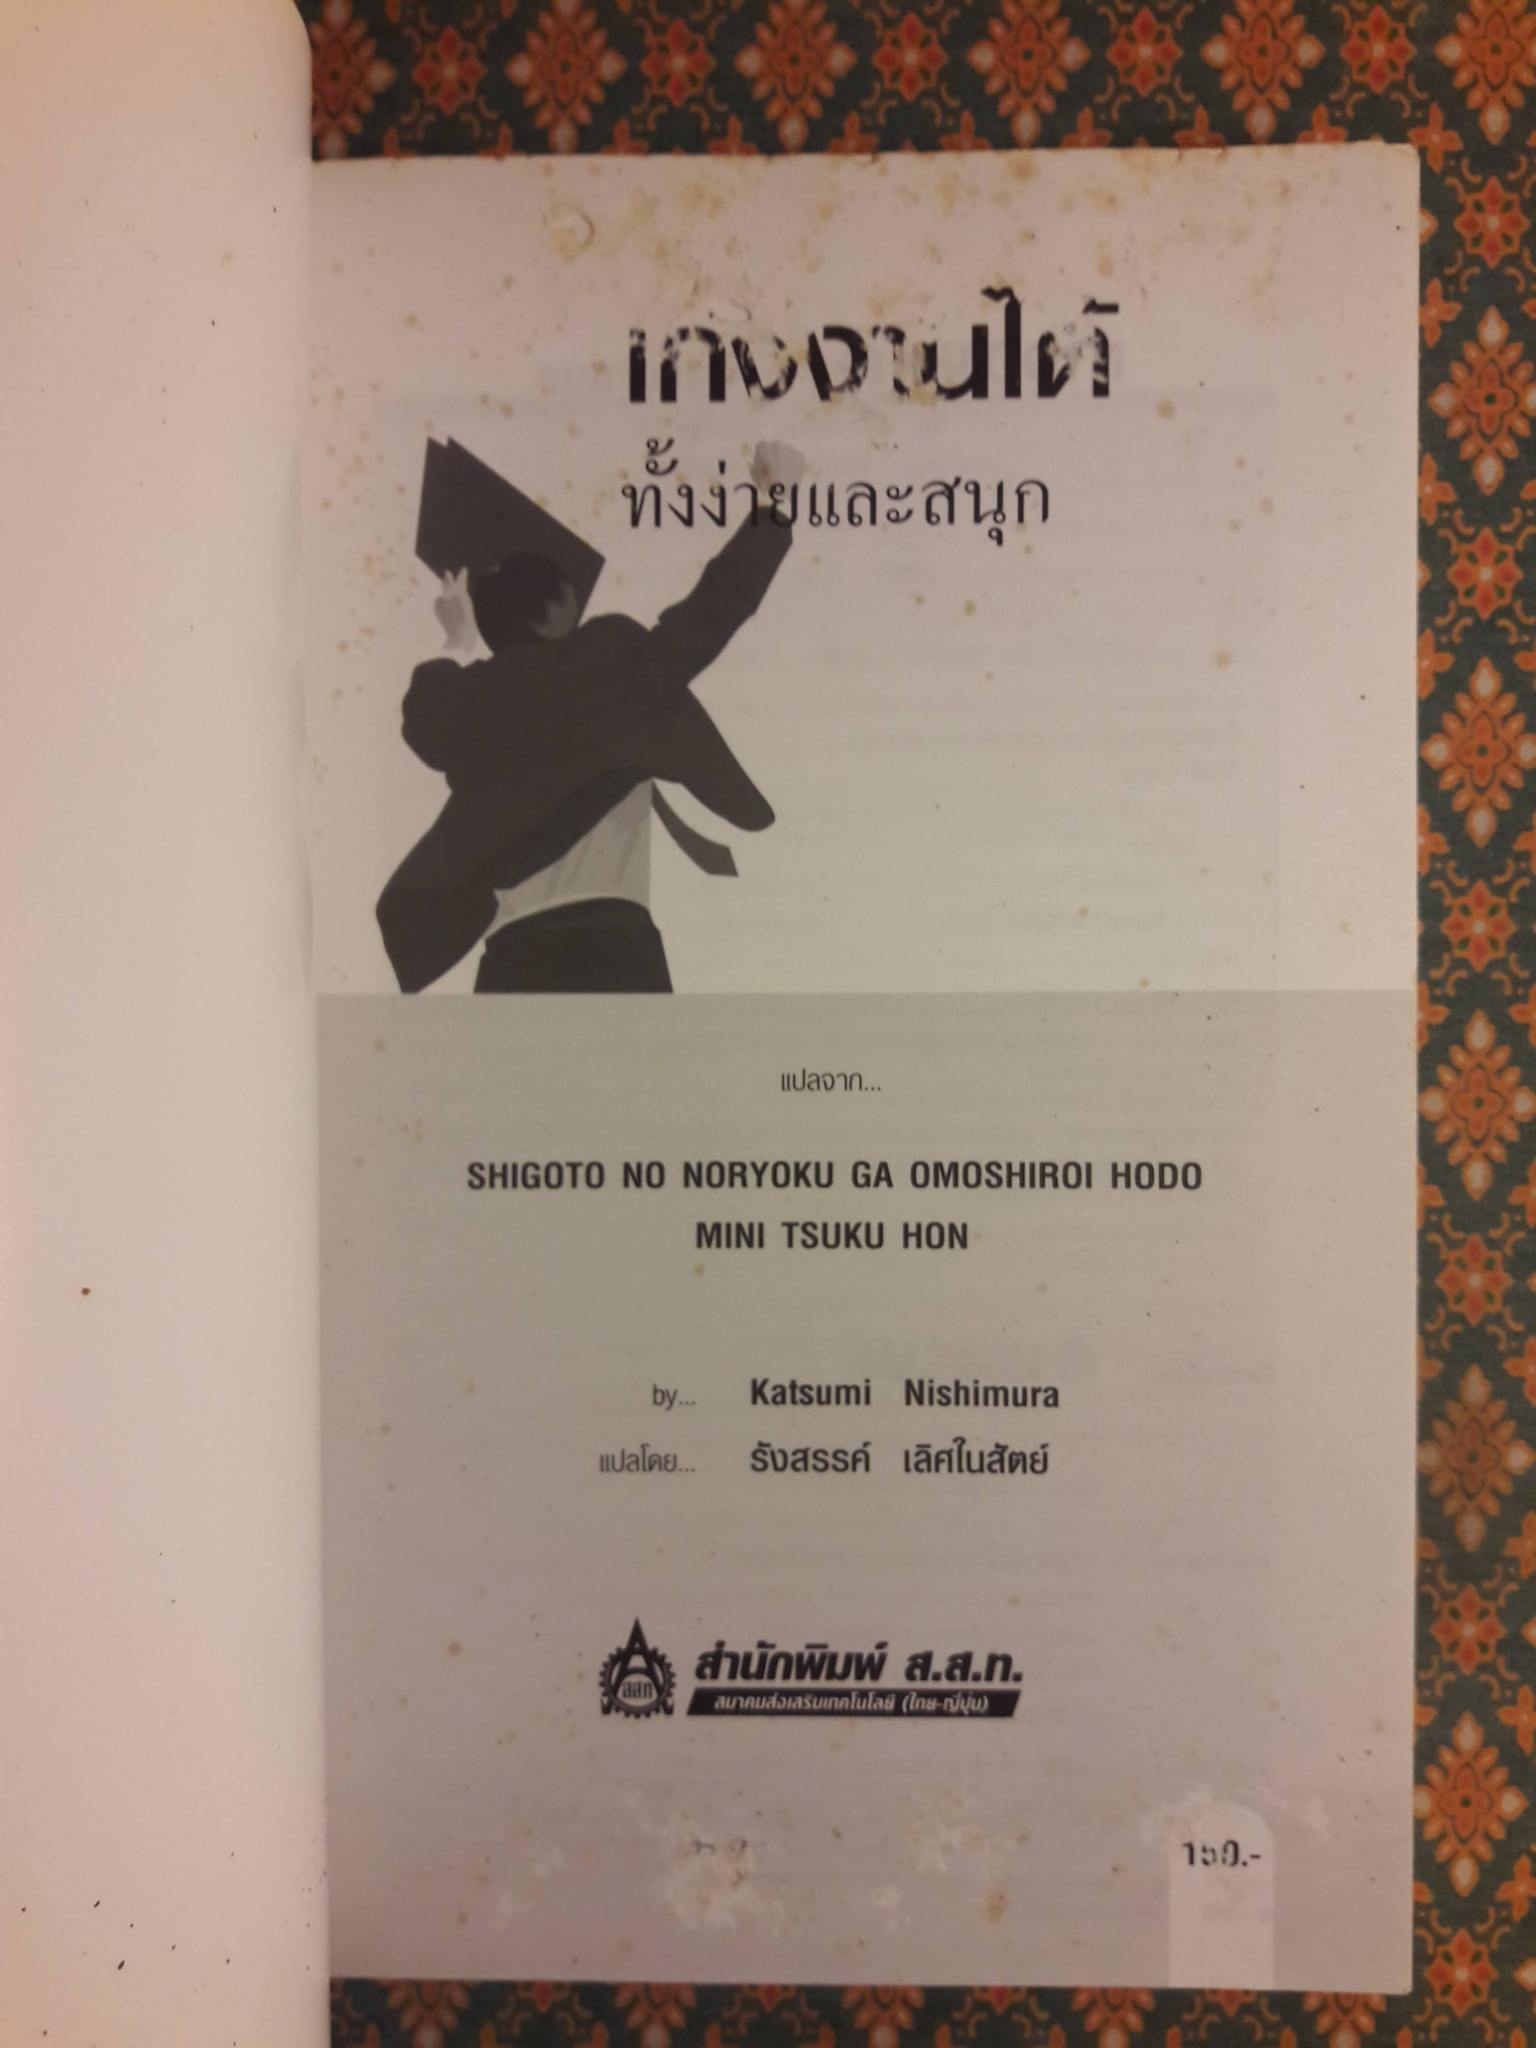 เก่งงานได้
ทั้งง่ายและสนุก
แปลจาก...
SHIGOTO NO NORYOKU GA OMOSHIROI HODO
MINI TSUKU HON
by... Katsumi Nishimura
แปลโดย... รังสรรค์ เลิศในสัตย์
สสท
สำนักพิมพ์ ส.ส.ท.
สมาคมส่งเสริมเทคโนโลยี (ไทย-ญี่ปุ่น)